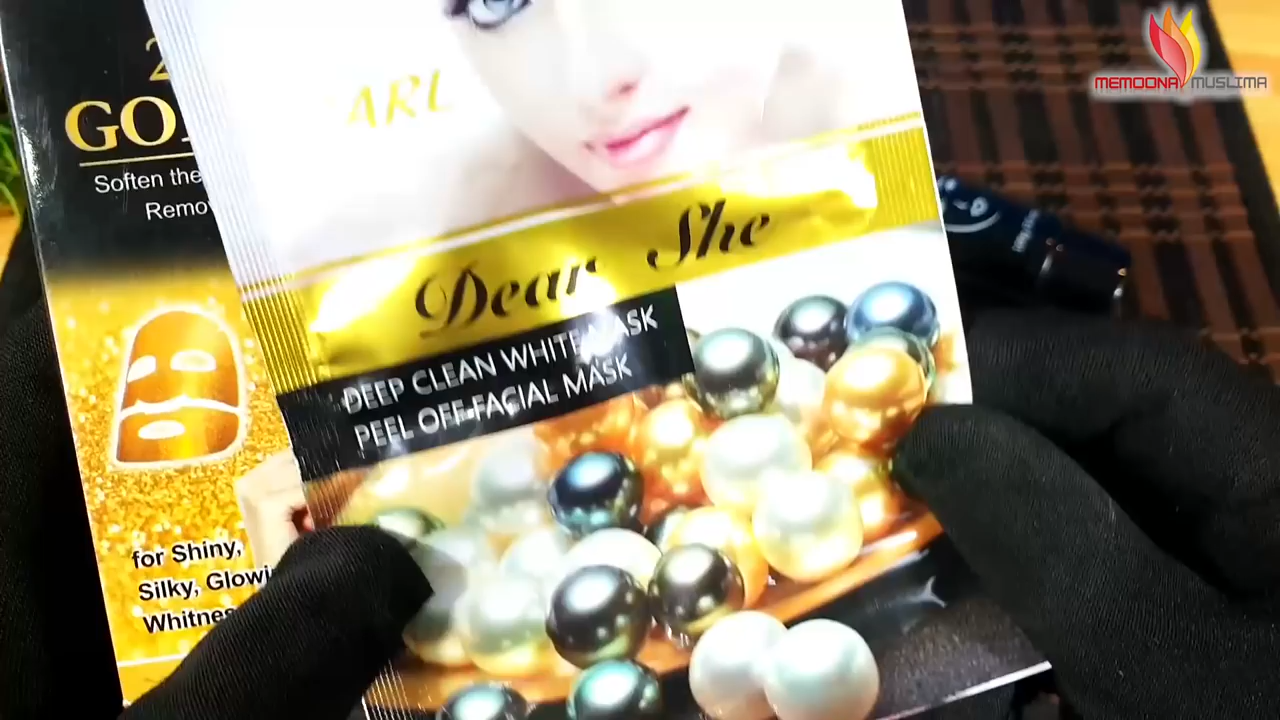 MEMOONA MUSLIMA
GO
Soften the
Remo
ARL
Dear She
DEEP CLEAN WHITE MASK
PEEL OFF FACIAL MASK
for Shiny,
Silky, Glowi
Whitnes